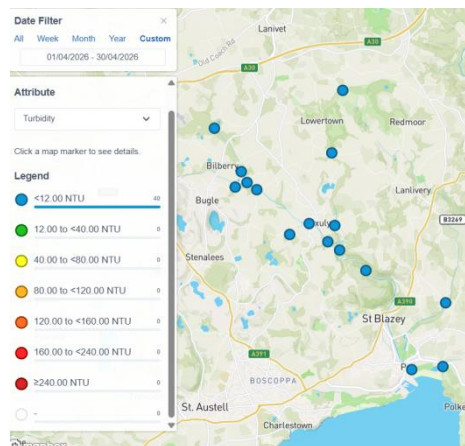 Date Filter
×
All Week Month Year Custom
01/04/2026 - 30/04/2026
Attribute
Turbidity
Click a map marker to see details.
Legend
<12.00 NTU 40
12.00 to <40.00 NTU 0
40.00 to <80.00 NTU 0
80.00 to <120.00 NTU 0
120.00 to <160.00 NTU 0
160.00 to <240.00 NTU 0
≥240.00 NTU 0
- 0
Lanivet
Old Coach Rd
A30
A30
Lowertown
Redmoor
Bilberry
Bugle
Lanlivery
B3269
Stenalees
A390
St Blazey
A391
BOSCOPPA
St. Austell
Charlestown